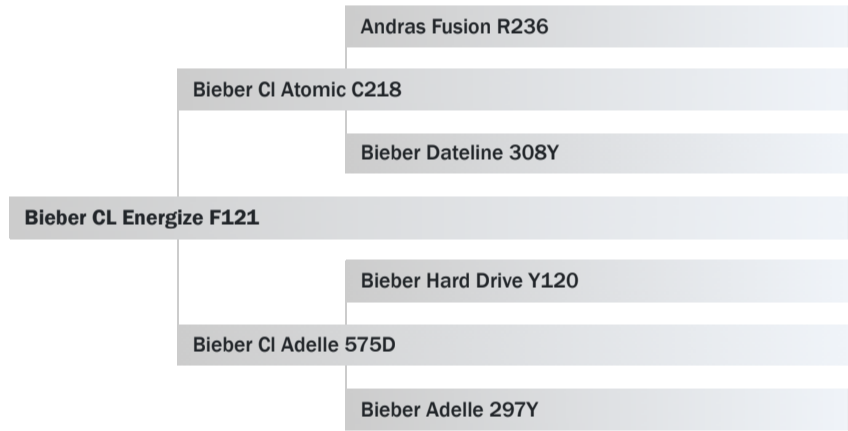 Andras Fusion R236
Bieber Cl Atomic C218
Bieber Dateline 308Y
Bieber CL Energize F121
Bieber Hard Drive Y120
Bieber Cl Adelle 575D
Bieber Adelle 297Y